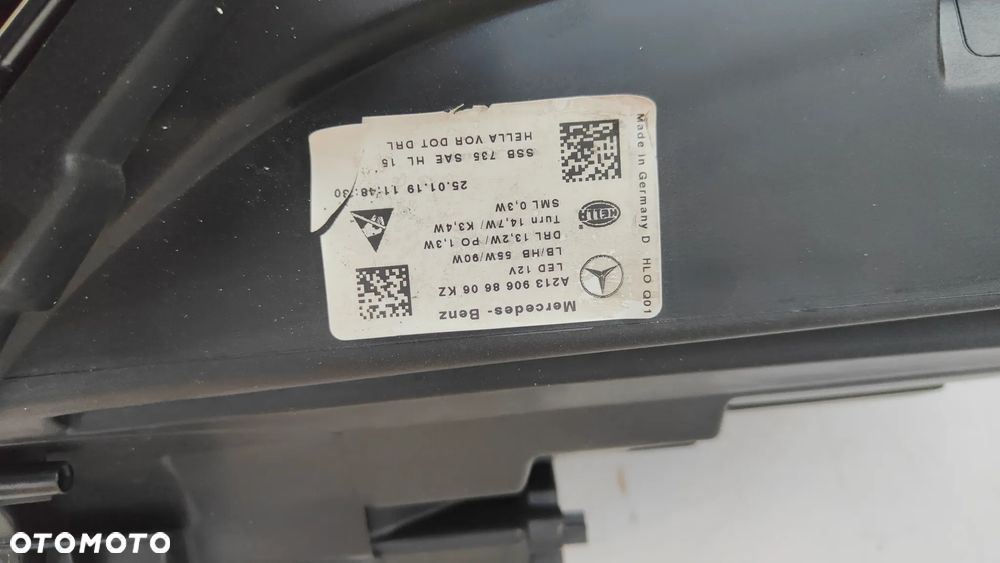 Mercedes-Benz
A213 906 86 06 KZ
LED 12V
LB/HB 55W/90W
DRL 13,2W/ PO 1,3W
Turn 14,7W/ K3,4W
SML 0,3W
HELLA
25.01.19 11:48:30
SSB 735 SAE HL 15
HELLA VOR DOT DRL
Made in Germany D HLO Q01
OTOMOTO